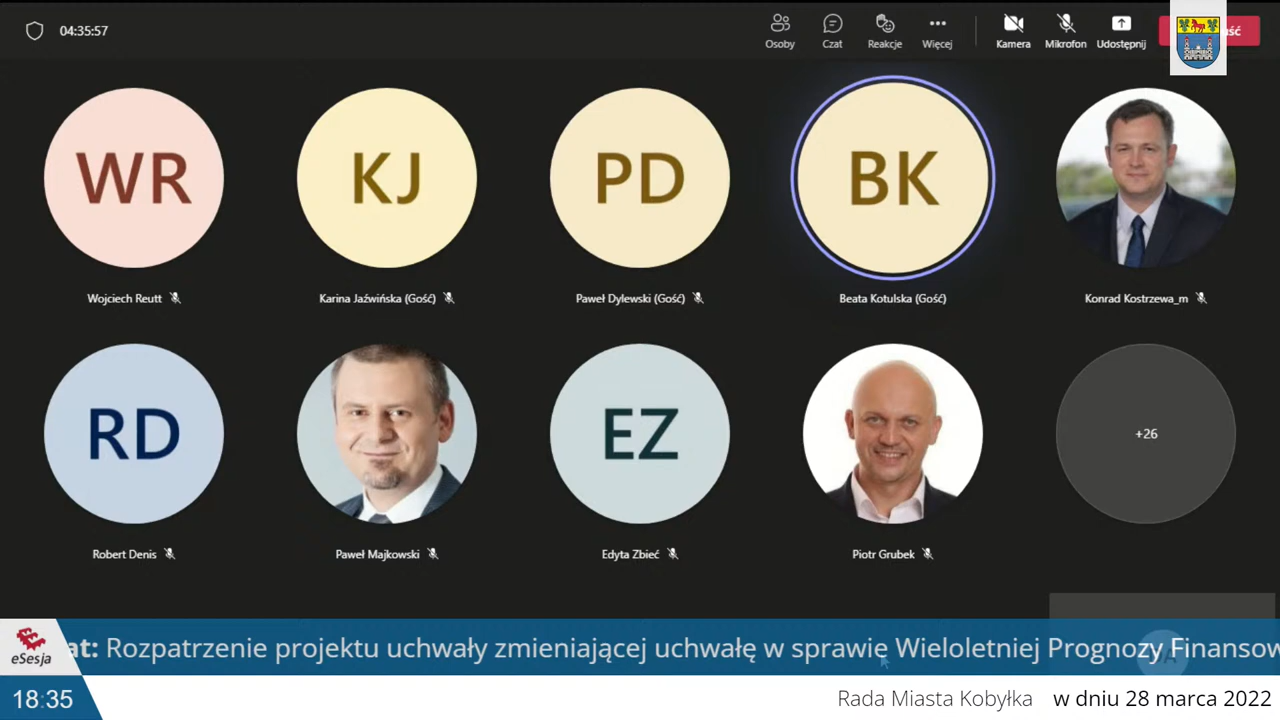 04:35:57
Osoby
Czat
Reakcje
Więcej
Kamera
Mikrofon
Udostępnij
WR
KJ
PD
BK
Wojciech Reutt
Karina Jaźwińska (Gość)
Paweł Dylewski (Gość)
Beata Kotulska (Gość)
Konrad Kostrzewa_m
RD
EZ
+26
Robert Denis
Paweł Majkowski
Edyta Zbieć
Piotr Grubek
eSesja
at: Rozpatrzenie projektu uchwały zmieniającej uchwałę w sprawie Wieloletniej Prognozy Finansow
18:35
Rada Miasta Kobyłka w dniu 28 marca 2022